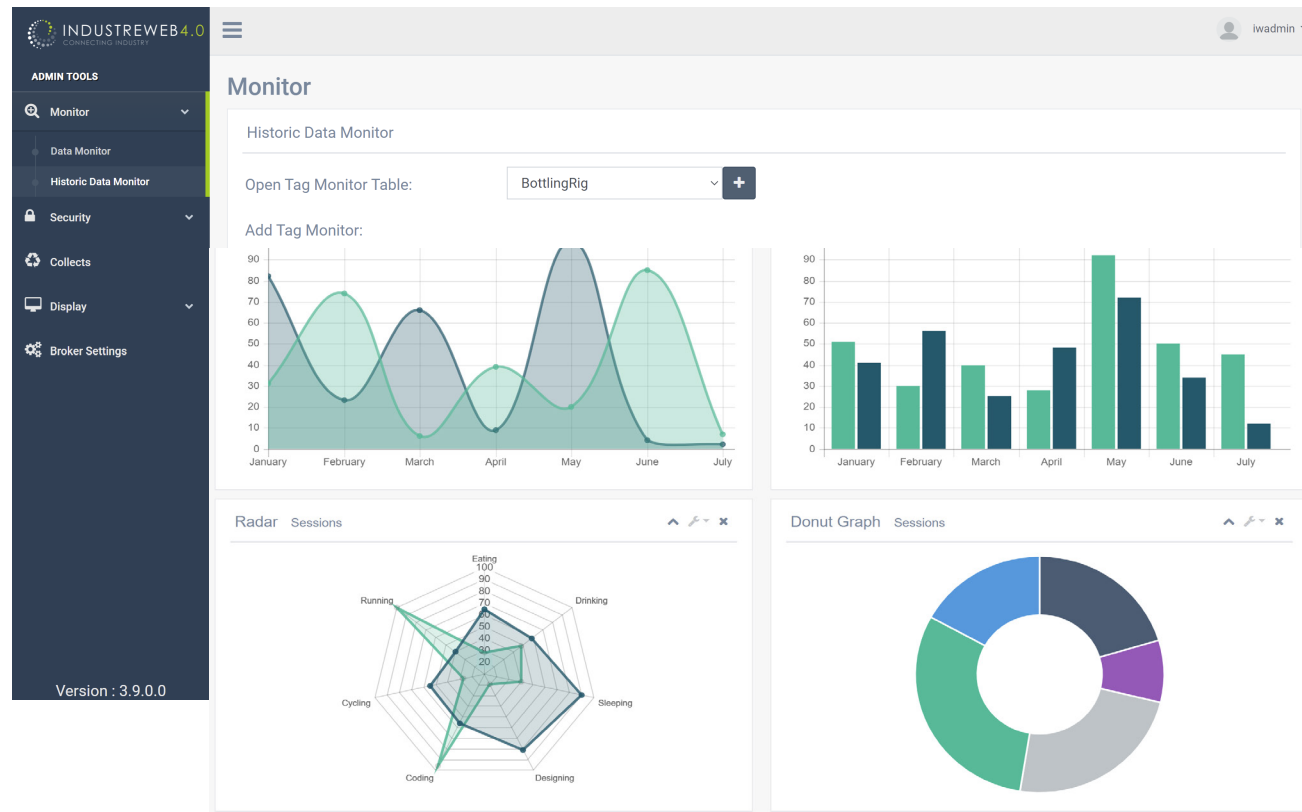 INDUSTREWEB4.0
CONNECTING INDUSTRY
iwadmin
ADMIN TOOLS
Monitor
Data Monitor
Historic Data Monitor
Security
Collects
Display
Broker Settings
Version : 3.9.0.0
Monitor
Historic Data Monitor
Open Tag Monitor Table:
BottlingRig
+
Add Tag Monitor:
90
80
70
60
50
40
30
20
10
0
January February March April May June July
90
80
70
60
50
40
30
20
10
0
January February March April May June July
Radar Sessions
Eating
100
90
80
70
60
50
40
30
20
Running
Drinking
Cycling
Sleeping
Coding
Designing
Donut Graph Sessions